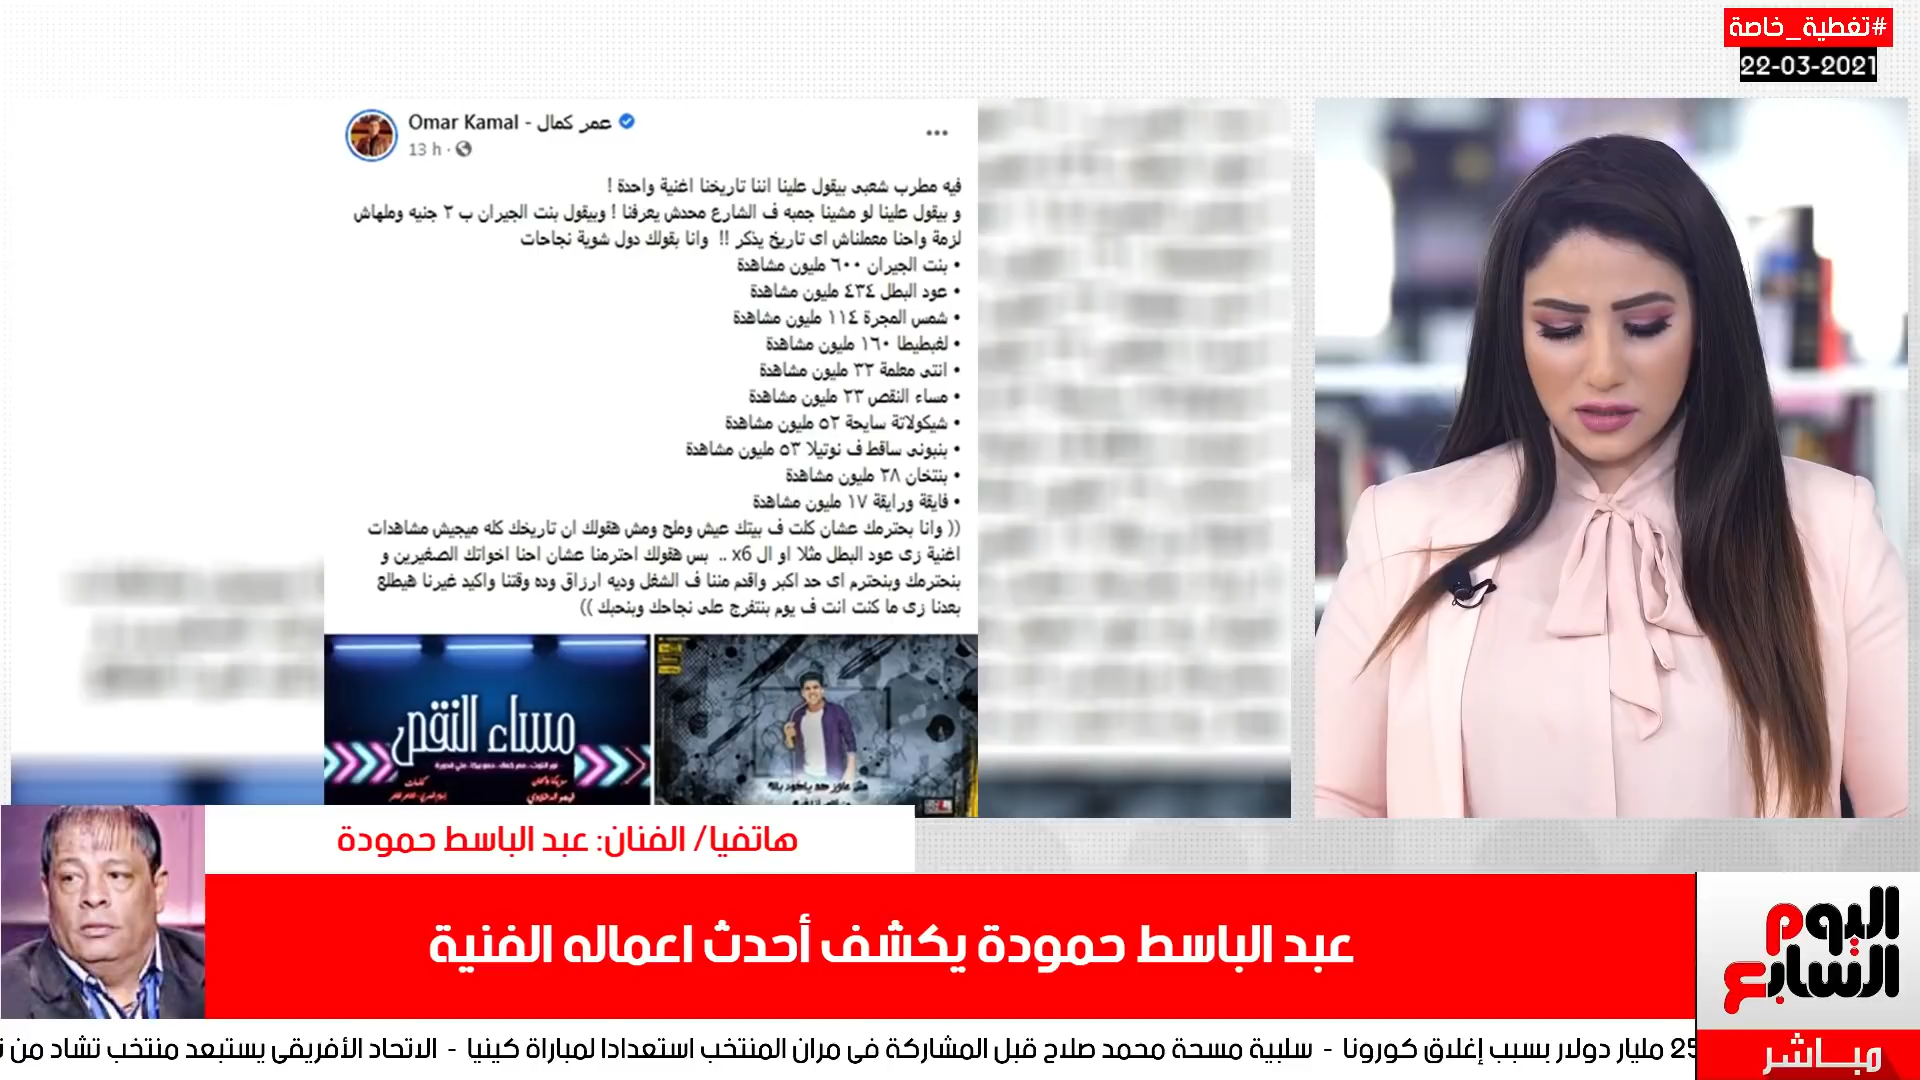 #تغطية_خاصة
22-03-2021
Omar Kamal - عمر كمال
13 h ·
فيه مطرب شعبى بيقول علينا اننا تاريخنا اغنية واحدة !
و بيقول علينا لو مشينا جمبه ف الشارع محدش يعرفنا ! وبيقول بنت الجيران ب ٢ جنيه وملهاش
لزمة واحنا معملناش اى تاريخ يذكر !! وانا بقولك دول شوية نجاحات
• بنت الجيران ٦٠٠ مليون مشاهدة
• عود البطل ٤٣٤ مليون مشاهدة
• شمس المجرة ١١٤ مليون مشاهدة
• لغبطيطا ١٦٠ مليون مشاهدة
• انتى معلمة ٣٢ مليون مشاهدة
• مساء النقص ٢٣ مليون مشاهدة
• شيكولاتة سايحة ٥٢ مليون مشاهدة
• بنبونى ساقط ف نوتيلا ٥٣ مليون مشاهدة
• بنتخان ٢٨ مليون مشاهدة
• فايقة ورايقة ١٧ مليون مشاهدة
(( وانا بحترمك عشان كلت ف بيتك عيش وملح ومش هقولك ان تاريخك كله ميجيش مشاهدات
اغنية زى عود البطل مثلا او ال x6 .. بس هقولك احترمنا عشان احنا اخواتك الصغيرين و
بنحترمك وبنحترم اى حد اكبر واقدم مننا ف الشغل وديه ارزاق وده وقتنا واكيد غيرنا هيطلع
بعدنا زى ما كنت انت ف يوم بنتفرج على نجاحك وبنحبك ))
مساء النقص
كلمات
هاتفيا/ الفنان: عبد الباسط حمودة
عبد الباسط حمودة يكشف أحدث اعماله الفنية
اليوم السابع
مباشر
25 مليار دولار بسبب إغلاق كورونا - سلبية مسحة محمد صلاح قبل المشاركة فى مران المنتخب استعدادا لمباراة كينيا - الاتحاد الأفريقى يستبعد منتخب تشاد من